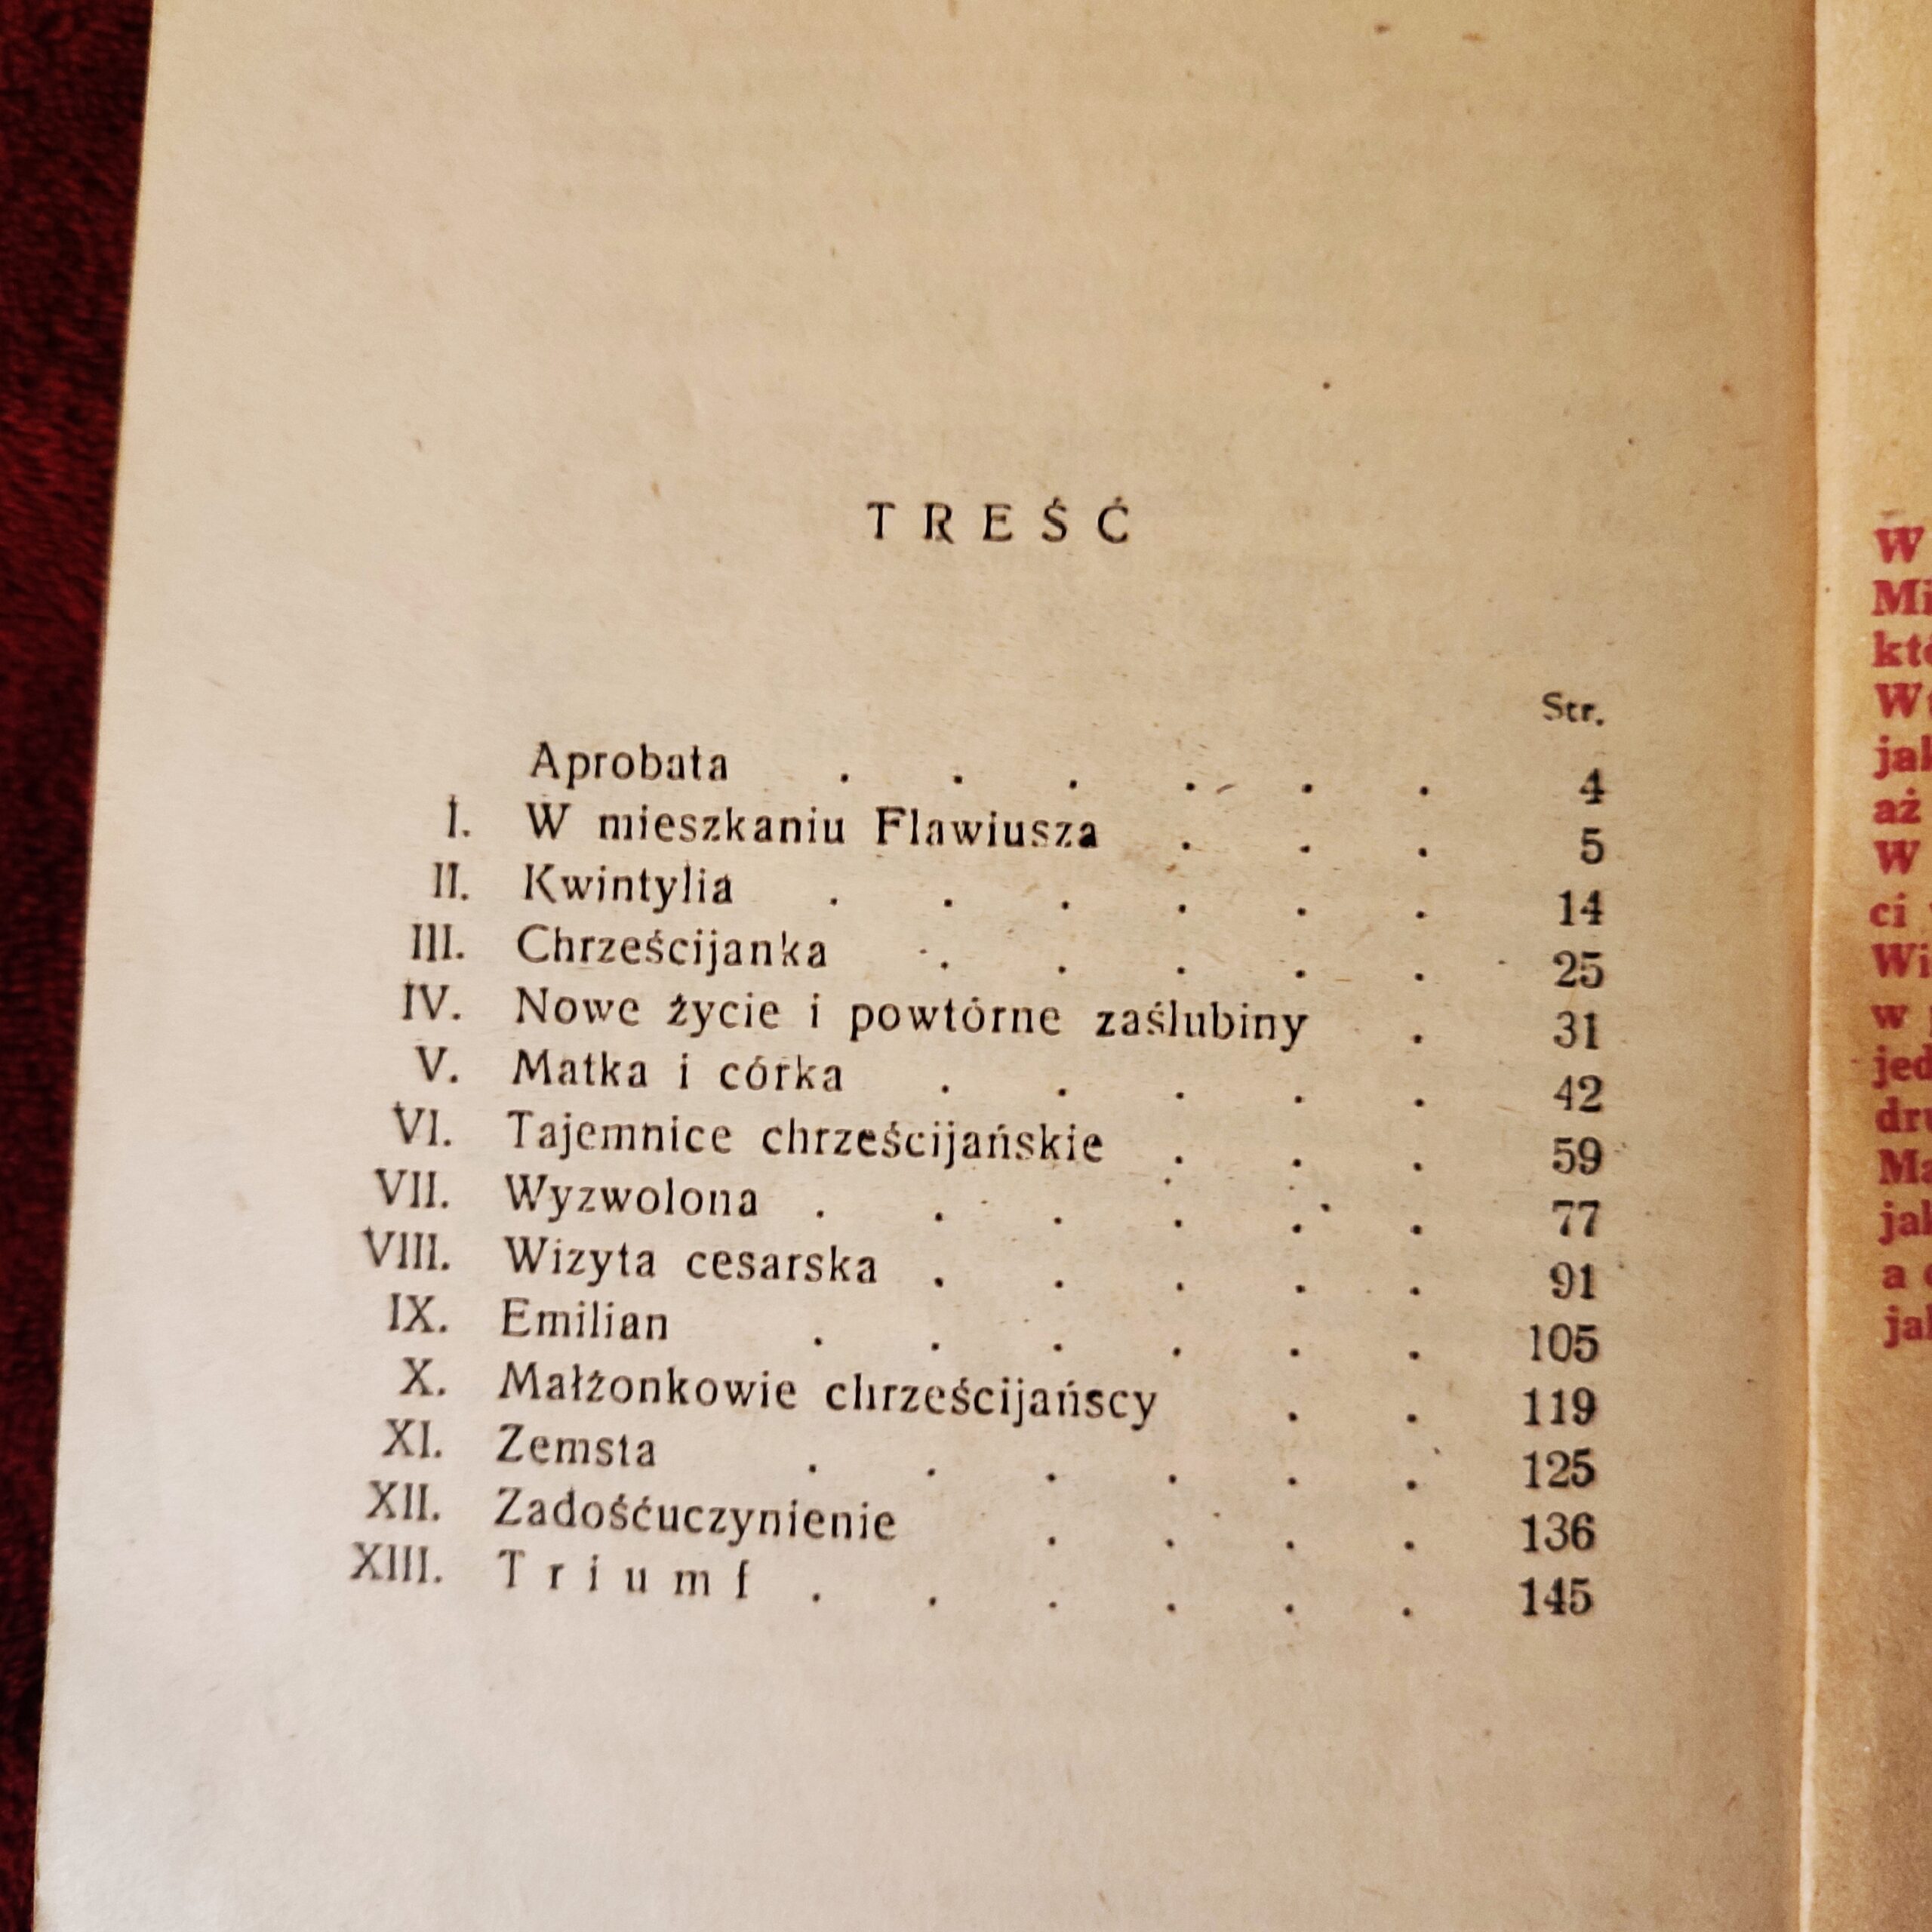 TREŚĆ
Str.
Aprobata . . . . . . 4
I. W mieszkaniu Flawiusza . . . 5
II. Kwintylia . . . . . . 14
III. Chrześcijanka . . . . . 25
IV. Nowe życie i powtórne zaślubiny . 31
V. Matka i córka . . . . . 42
VI. Tajemnice chrześcijańskie . . . 59
VII. Wyzwolona . . . . . . 77
VIII. Wizyta cesarska . . . . . 91
IX. Emilian . . . . . . 105
X. Małżonkowie chrześcijańscy . . 119
XI. Zemsta . . . . . . 125
XII. Zadośćuczynienie . . . . 136
XIII. Triumf . . . . . . 145
W
aż
W
ci
w
a